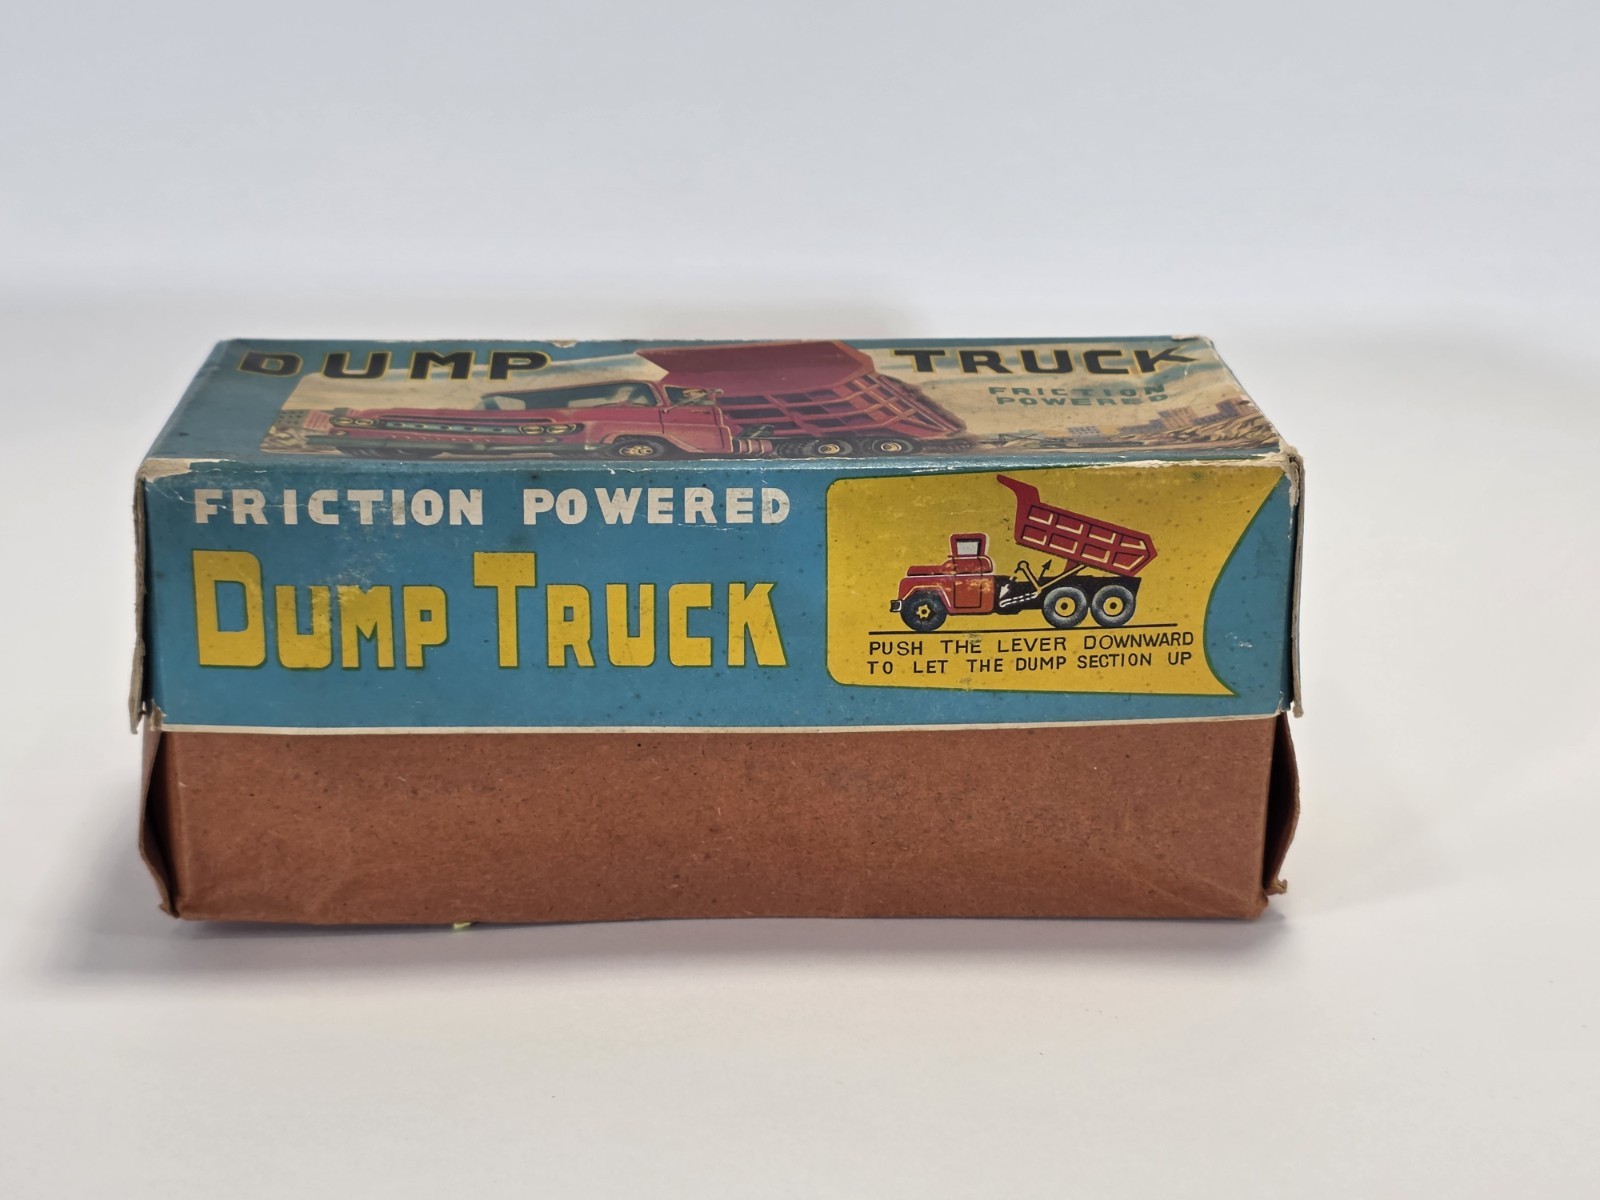 DUMP TRUCK
FRICTION
POWERED
FRICTION POWERED
DUMP TRUCK
PUSH THE LEVER DOWNWARD
TO LET THE DUMP SECTION UP